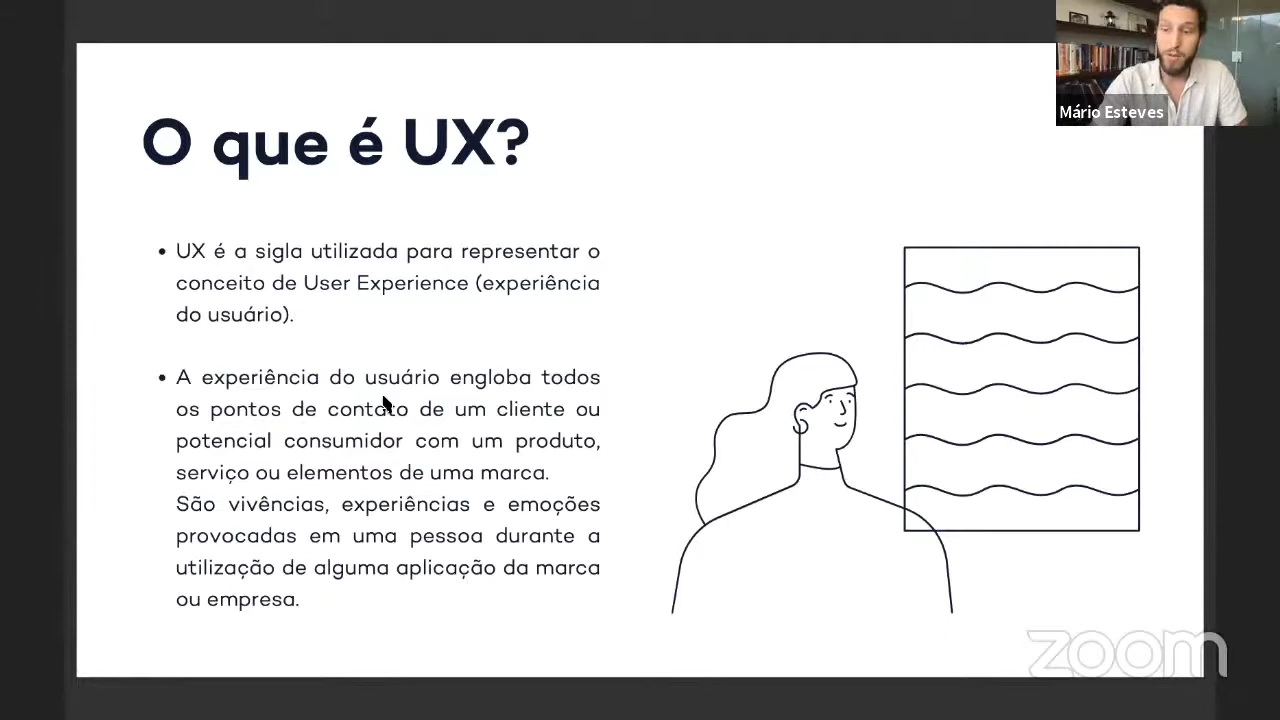 Mário Esteves
O que é UX?
• UX é a sigla utilizada para representar o
conceito de User Experience (experiência
do usuário).
• A experiência do usuário engloba todos
os pontos de contato de um cliente ou
potencial consumidor com um produto,
serviço ou elementos de uma marca.
São vivências, experiências e emoções
provocadas em uma pessoa durante a
utilização de alguma aplicação da marca
ou empresa.
zoom